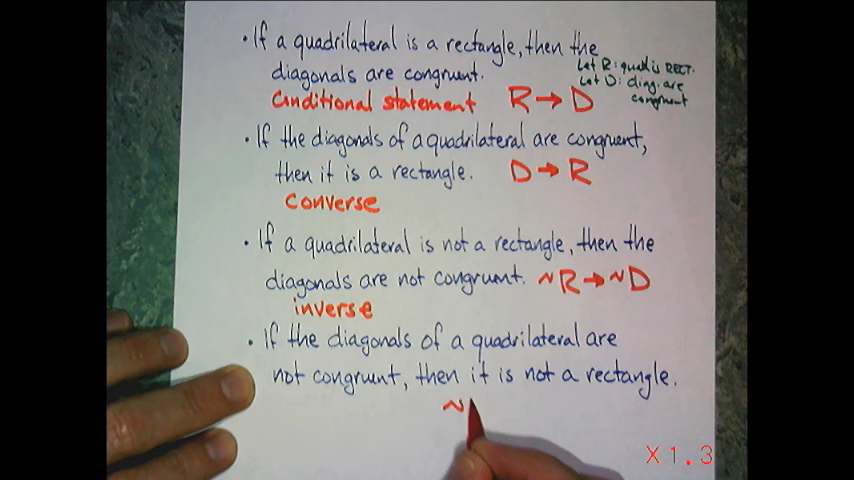 • If a quadrilateral is a rectangle, then the
diagonals are congruent.
Let R: quad is RECT.
Let D: diag. are
congruent
conditional statement R → D
• If the diagonals of a quadrilateral are congruent,
then it is a rectangle. D → R
converse
• If a quadrilateral is not a rectangle, then the
diagonals are not congruent. ~R → ~D
inverse
• If the diagonals of a quadrilateral are
not congruent, then it is not a rectangle.
~
X1.3